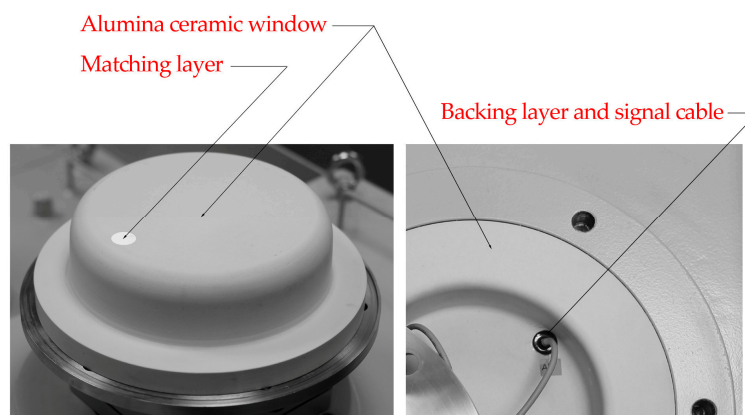 Alumina ceramic window
Matching layer
Backing layer and signal cable